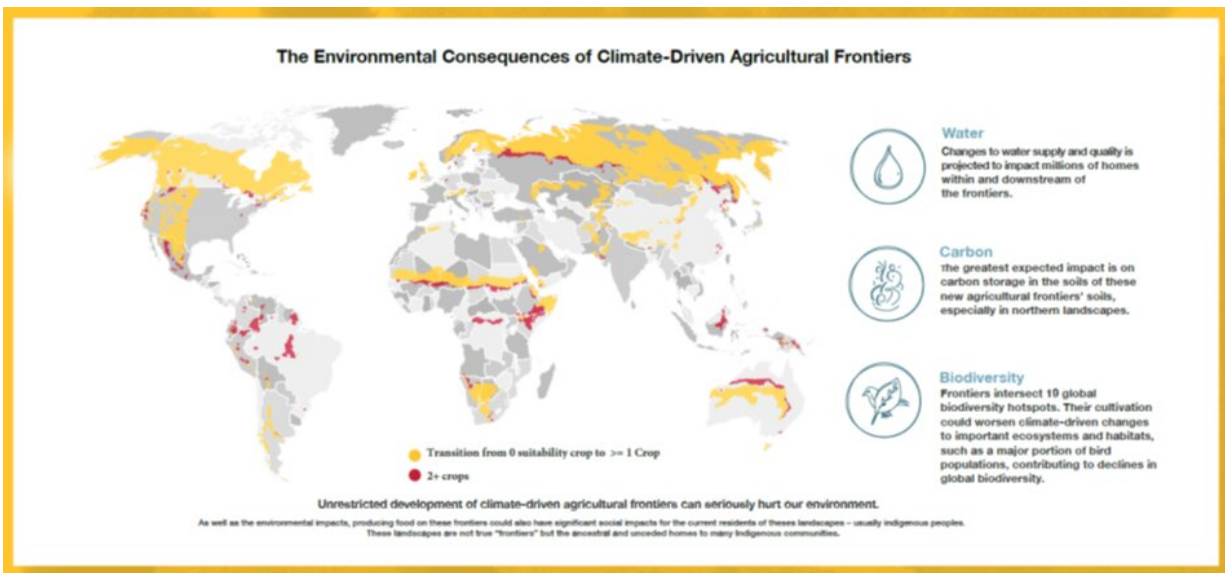 The Environmental Consequences of Climate-Driven Agricultural Frontiers
Water
Changes to water supply and quality is
projected to impact millions of homes
within and downstream of
the frontiers.
Carbon
The greatest expected impact is on
carbon storage in the soils of these
new agricultural frontiers' soils,
especially in northern landscapes.
Biodiversity
Frontiers intersect 19 global
biodiversity hotspots. Their cultivation
could worsen climate-driven changes
to important ecosystems and habitats,
such as a major portion of bird
populations, contributing to declines in
global biodiversity.
Transition from 0 suitability crop to >= 1 Crop
2+ crops
Unrestricted development of climate-driven agricultural frontiers can seriously hurt our environment.
As well as the environmental impacts, producing food on these frontiers could also have significant social impacts for the current residents of theses landscapes – usually indigenous peoples.
These landscapes are not true "frontiers" but the ancestral and unceded homes to many Indigenous communities.